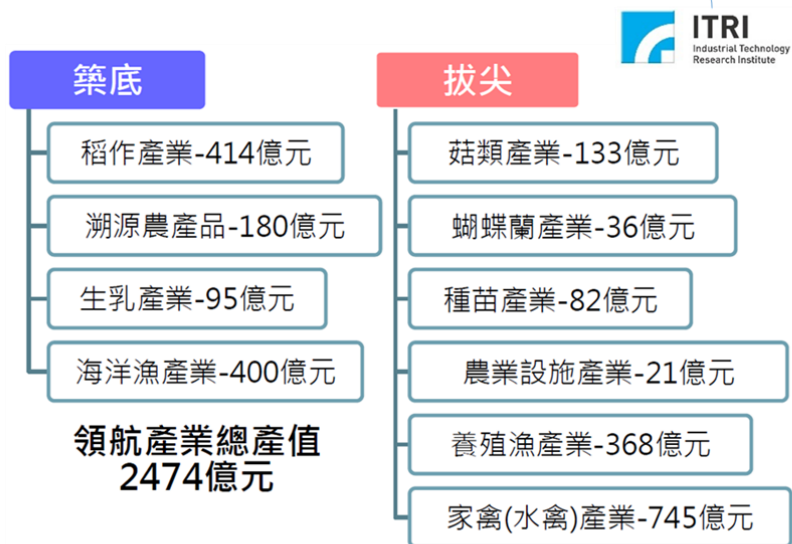 ITRI
Industrial Technology
Research Institute
築底
稻作產業-414億元
溯源農產品-180億元
生乳產業-95億元
海洋漁產業-400億元
領航產業總產值
2474億元
拔尖
菇類產業-133億元
蝴蝶蘭產業-36億元
種苗產業-82億元
農業設施產業-21億元
養殖漁產業-368億元
家禽(水禽)產業-745億元